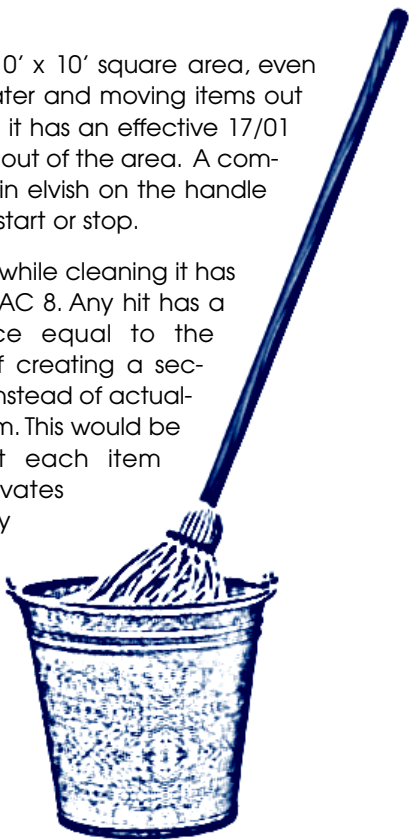 0’ x 10’ square area, even
ater and moving items out
it has an effective 17/01
out of the area. A com-
in elvish on the handle
start or stop.
while cleaning it has
AC 8. Any hit has a
ce equal to the
f creating a sec-
nstead of actual-
m. This would be
t each item
vates
y